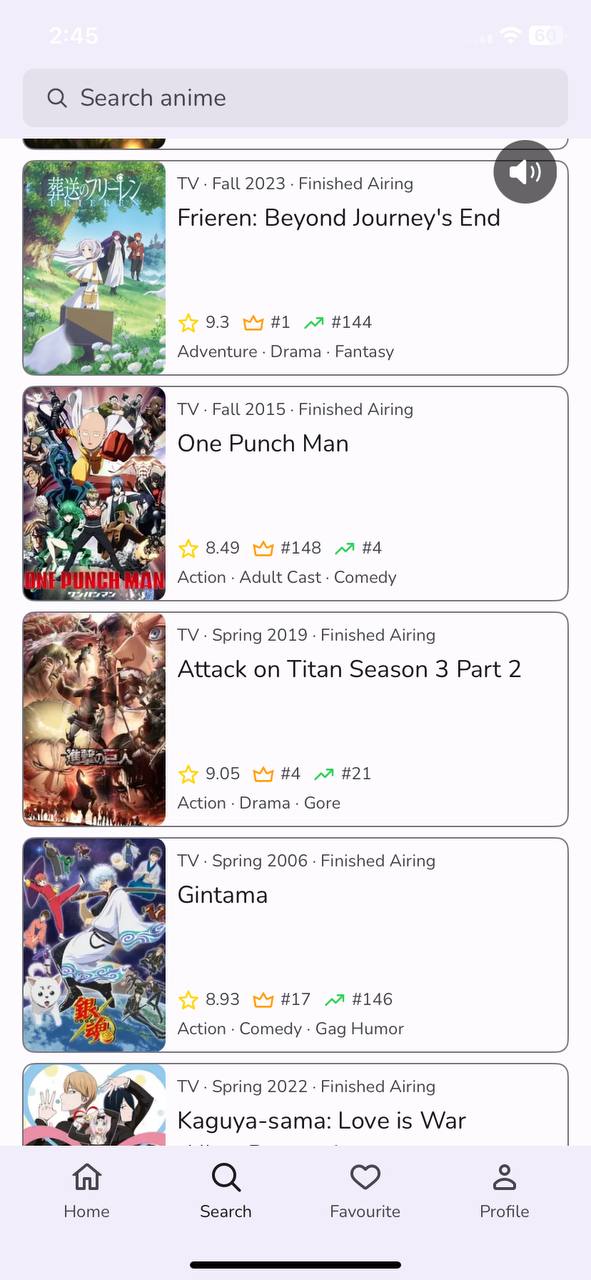 2:45
60
Search anime
葬送のフリーレン
FRIEREN
TV · Fall 2023 · Finished Airing
Frieren: Beyond Journey's End
9.3 #1 #144
Adventure · Drama · Fantasy
TV · Fall 2015 · Finished Airing
One Punch Man
8.49 #148 #4
Action · Adult Cast · Comedy
ONE PUNCH MAN
ワンパンマン
TV · Spring 2019 · Finished Airing
Attack on Titan Season 3 Part 2
進撃の巨人
9.05 #4 #21
Action · Drama · Gore
TV · Spring 2006 · Finished Airing
Gintama
8.93 #17 #146
Action · Comedy · Gag Humor
銀魂
TV · Spring 2022 · Finished Airing
Kaguya-sama: Love is War
Home
Search
Favourite
Profile